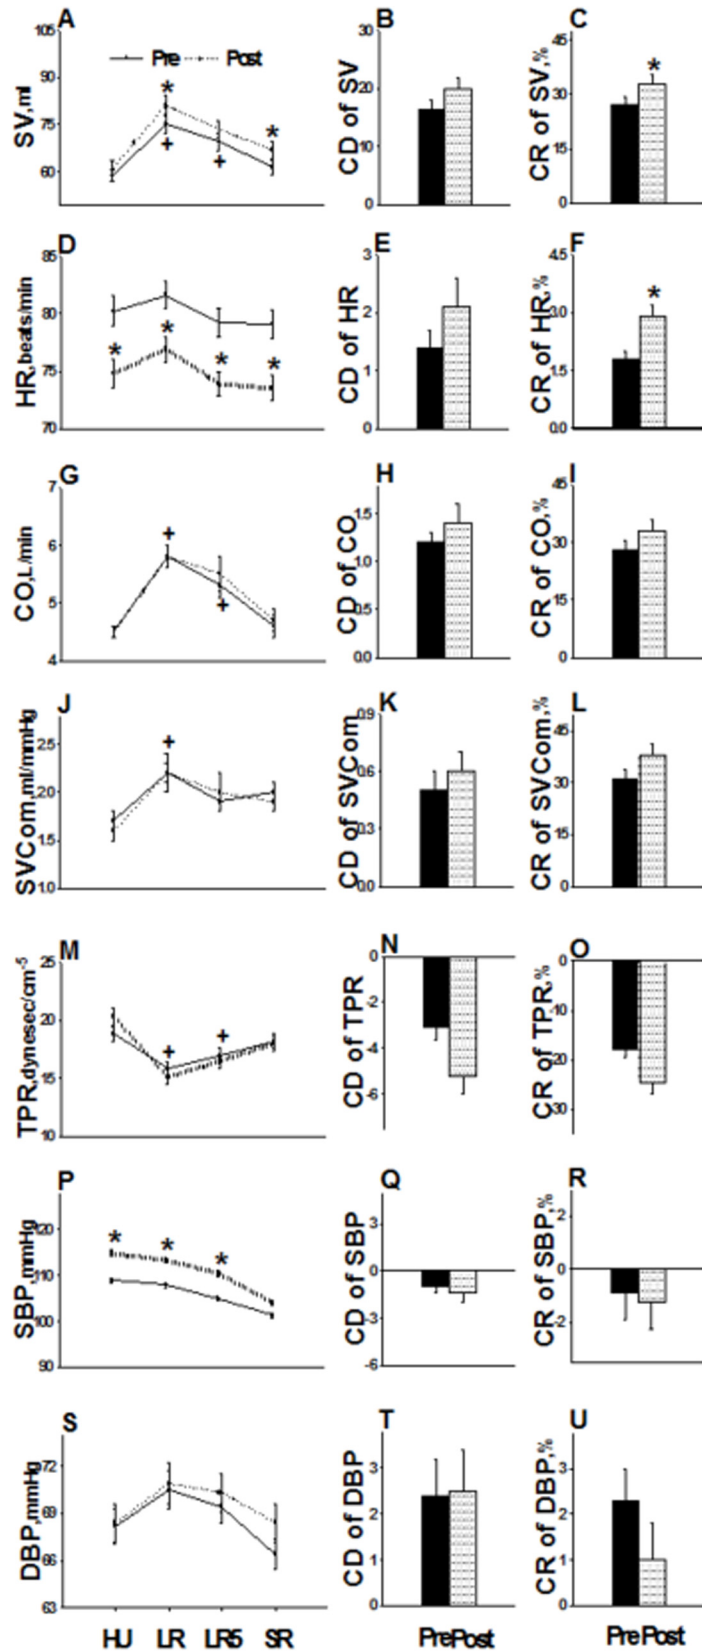 A B C
105 90 75 60
SV,ml
Pre Post
* + + *
30 20 10 0
CD of SV
45 30 15 0
CR of SV,%
*
D E F
85 80 75 70
HR,beats/min
* * * *
3 2 1 0
CD of HR
4.5 3.0 1.5 0.0
CR of HR,%
*
G H I
7 6 5 4
CO,L/min
+ +
1.5 1.0 0.5 0.0
CD of CO
45 30 15 0
CR of CO,%
J K L
2.5 2.0 1.5 1.0
SVCom,ml/mmHg
+
0.9 0.6 0.3 0.0
CD of SVCom
45 30 15 0
CR of SVCom,%
M N O
25 20 15 10
TPR,dynesec/cm-5
+ +
0 -2 -4 -6
CD of TPR
0 -10 -20 -30
CR of TPR,%
P Q R
120 110 100 90
SBP,mmHg
* * *
3 0 -3 -6
CD of SBP
2 0 -2
CR of SBP,%
S T U
72 69 66 63
DBP,mmHg
3 2 1 0
CD of DBP
3 2 1 0
CR of DBP,%
HU LR LR5 SR PrePost PrePost